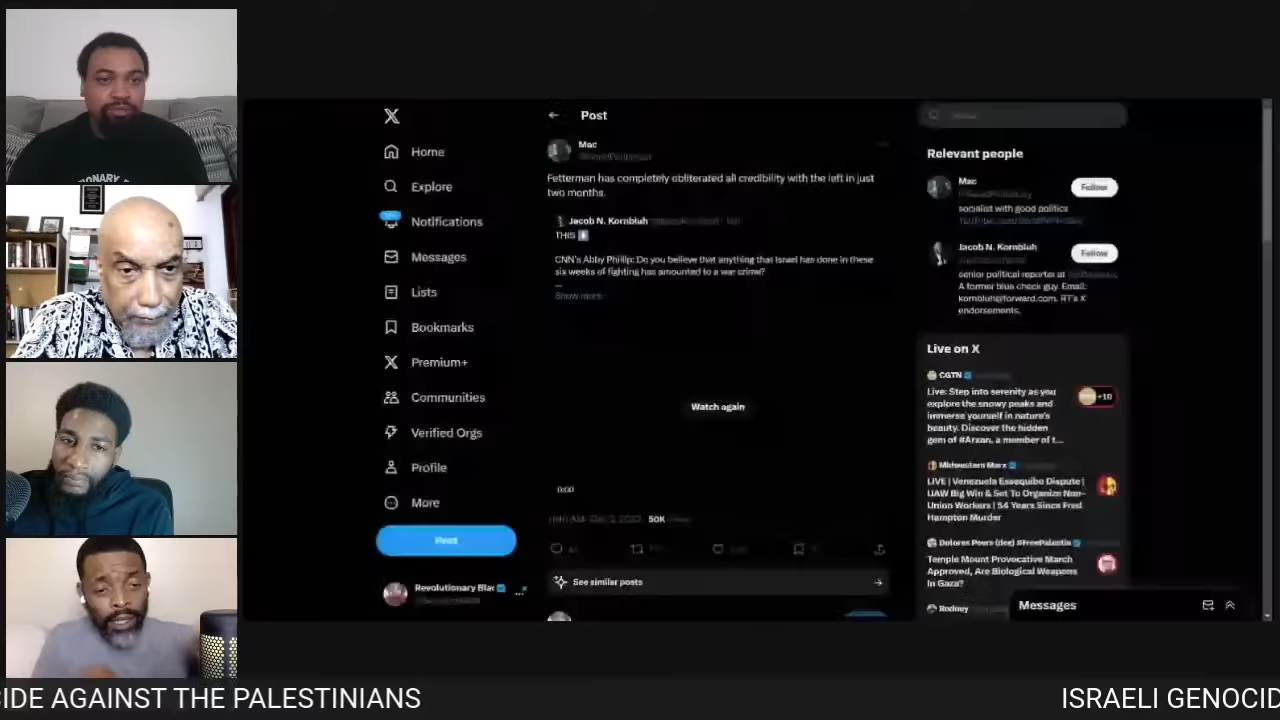 ONARY
X
Home
Explore
Notifications
Messages
Lists
Bookmarks
Premium+
Communities
Verified Orgs
Profile
More
Post
Revolutionary Blac
Post
Mac
Fetterman has completely obliterated all credibility with the left in just
two months.
Jacob N. Kornbluh
THIS
CNN's Abby Phillip: Do you believe that anything that Israel has done in these
six weeks of fighting has amounted to a war crime?
...
Show more
Watch again
0:00
50K
See similar posts
Relevant people
Mac
Follow
socialist with good politics
Jacob N. Kornbluh
Follow
senior political reporter at
A former blue check guy. Email:
kornbluh@forward.com. RT's X
endorsements.
Live on X
CGTN
Live: Step into serenity as you
explore the snowy peaks and
immerse yourself in nature's
beauty. Discover the hidden
gem of #Arxan, a member of t...
+10
Midwestern Marx
LIVE | Venezuela Essequibo Dispute |
UAW Big Win & Set To Organize Non-
Union Workers | 54 Years Since Fred
Hampton Murder
Dolores Peers (dee) #FreePalestin
Temple Mount Provocative March
Approved, Are Biological Weapons
In Gaza?
Rodney
Messages
CIDE AGAINST THE PALESTINIANS
ISRAELI GENOCID